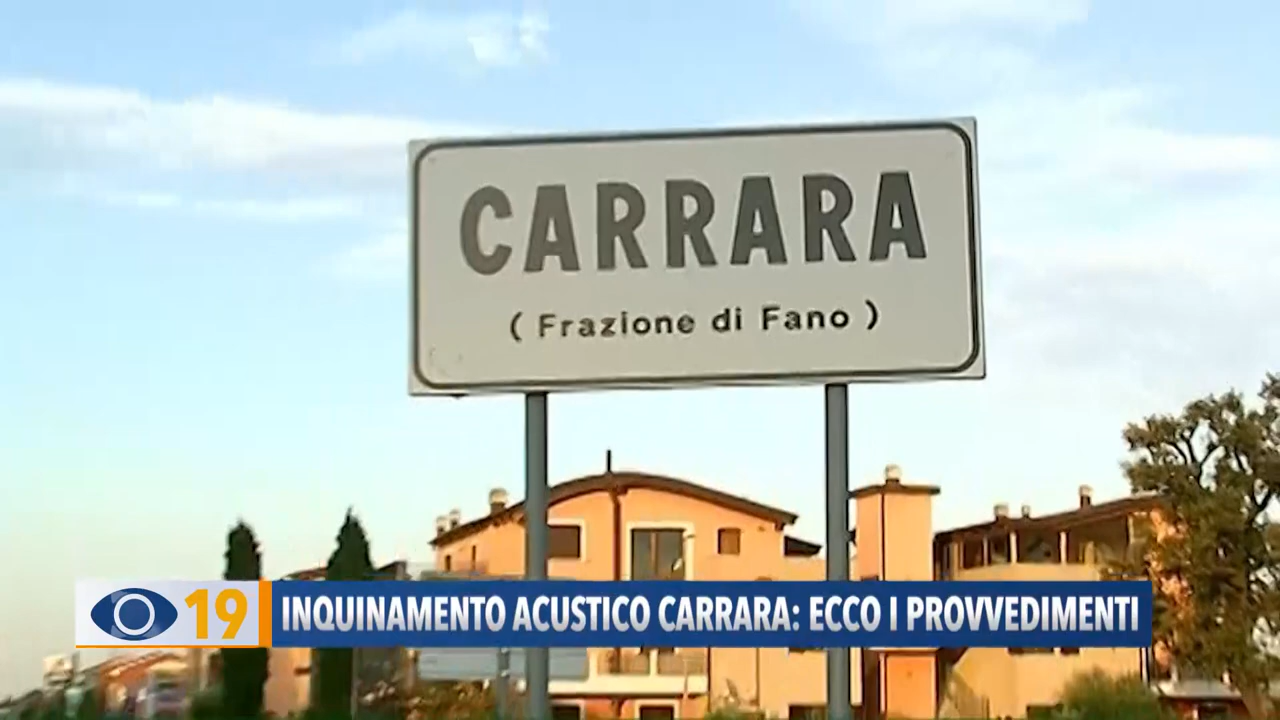 CARRARA
( Frazione di Fano )
19 INQUINAMENTO ACUSTICO CARRARA: ECCO I PROVVEDIMENTI